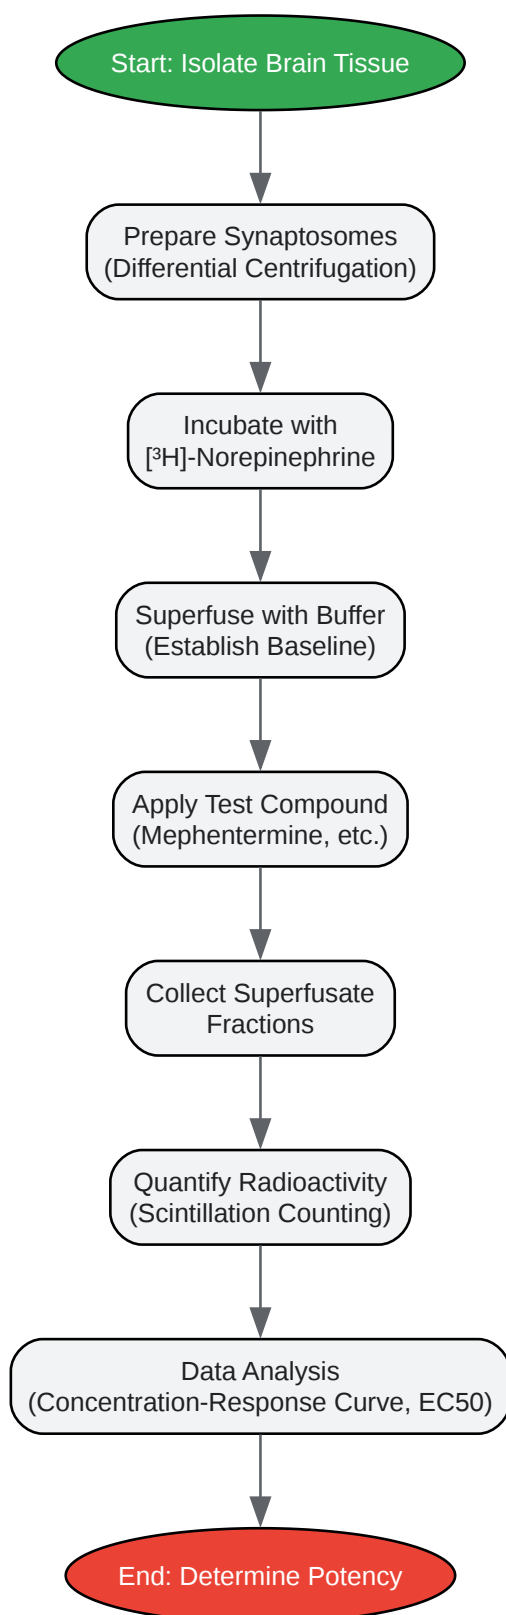 Start: Isolate Brain Tissue
Prepare Synaptosomes
(Differential Centrifugation)
Incubate with
[³H]-Norepinephrine
Superfuse with Buffer
(Establish Baseline)
Apply Test Compound
(Mephentermine, etc.)
Collect Superfusate
Fractions
Quantify Radioactivity
(Scintillation Counting)
Data Analysis
(Concentration-Response Curve, EC50)
End: Determine Potency